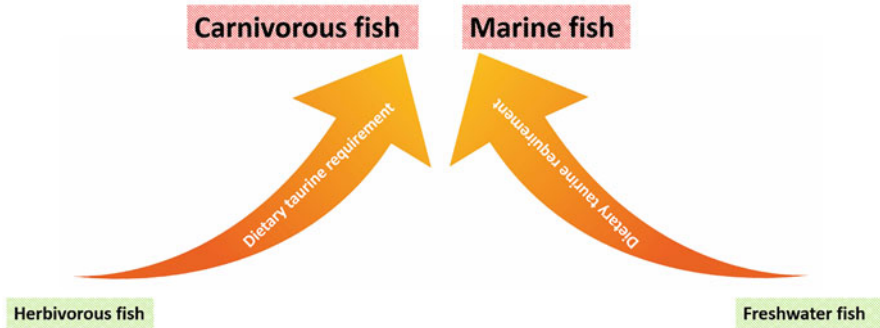 Carnivorous fish
Marine fish
Dietary taurine requirement
Dietary taurine requirement
Herbivorous fish
Freshwater fish